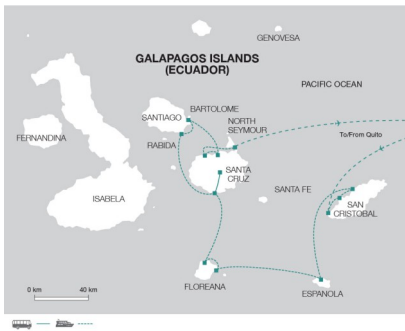 GENOVESA
GALAPAGOS ISLANDS
(ECUADOR)
PACIFIC OCEAN
BARTOLOME
SANTIAGO
NORTH
SEYMOUR
To/From Quito
FERNANDINA
RABIDA
SANTA
CRUZ
SANTA FE
ISABELA
SAN
CRISTOBAL
0 km
40 km
FLOREANA
ESPANOLA